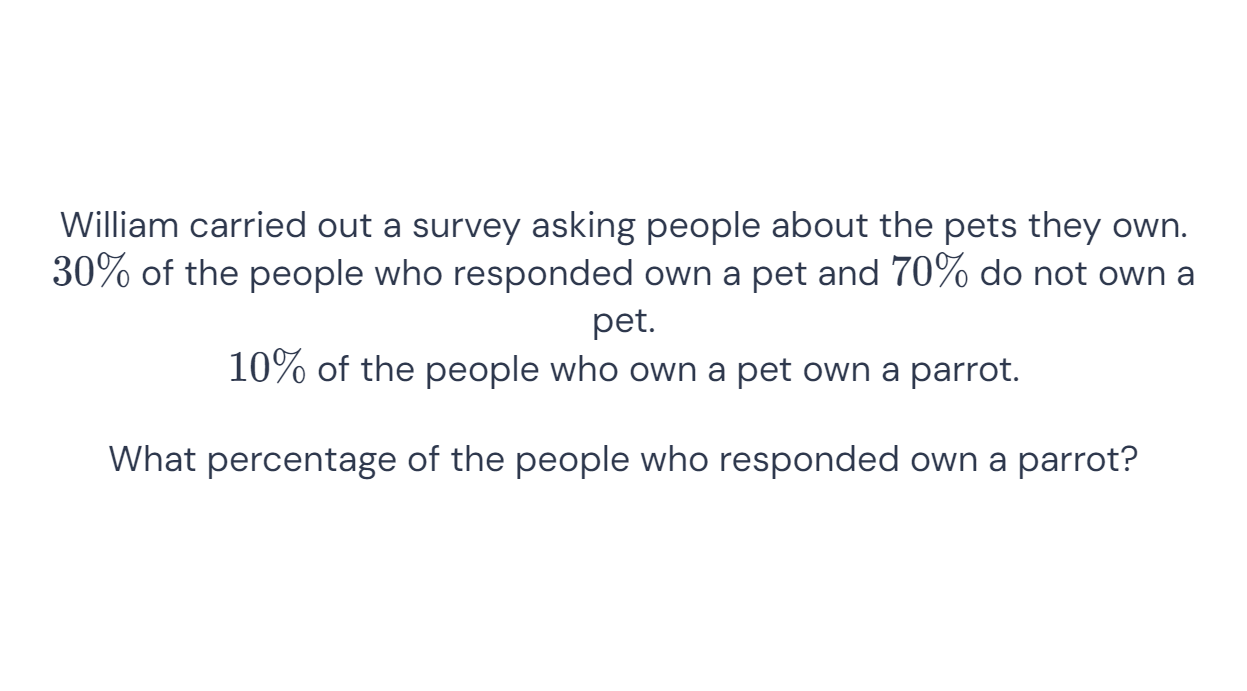 William carried out a survey asking people about the pets they own.
30% of the people who responded own a pet and 70% do not own a
pet.
10% of the people who own a pet own a parrot.
What percentage of the people who responded own a parrot?